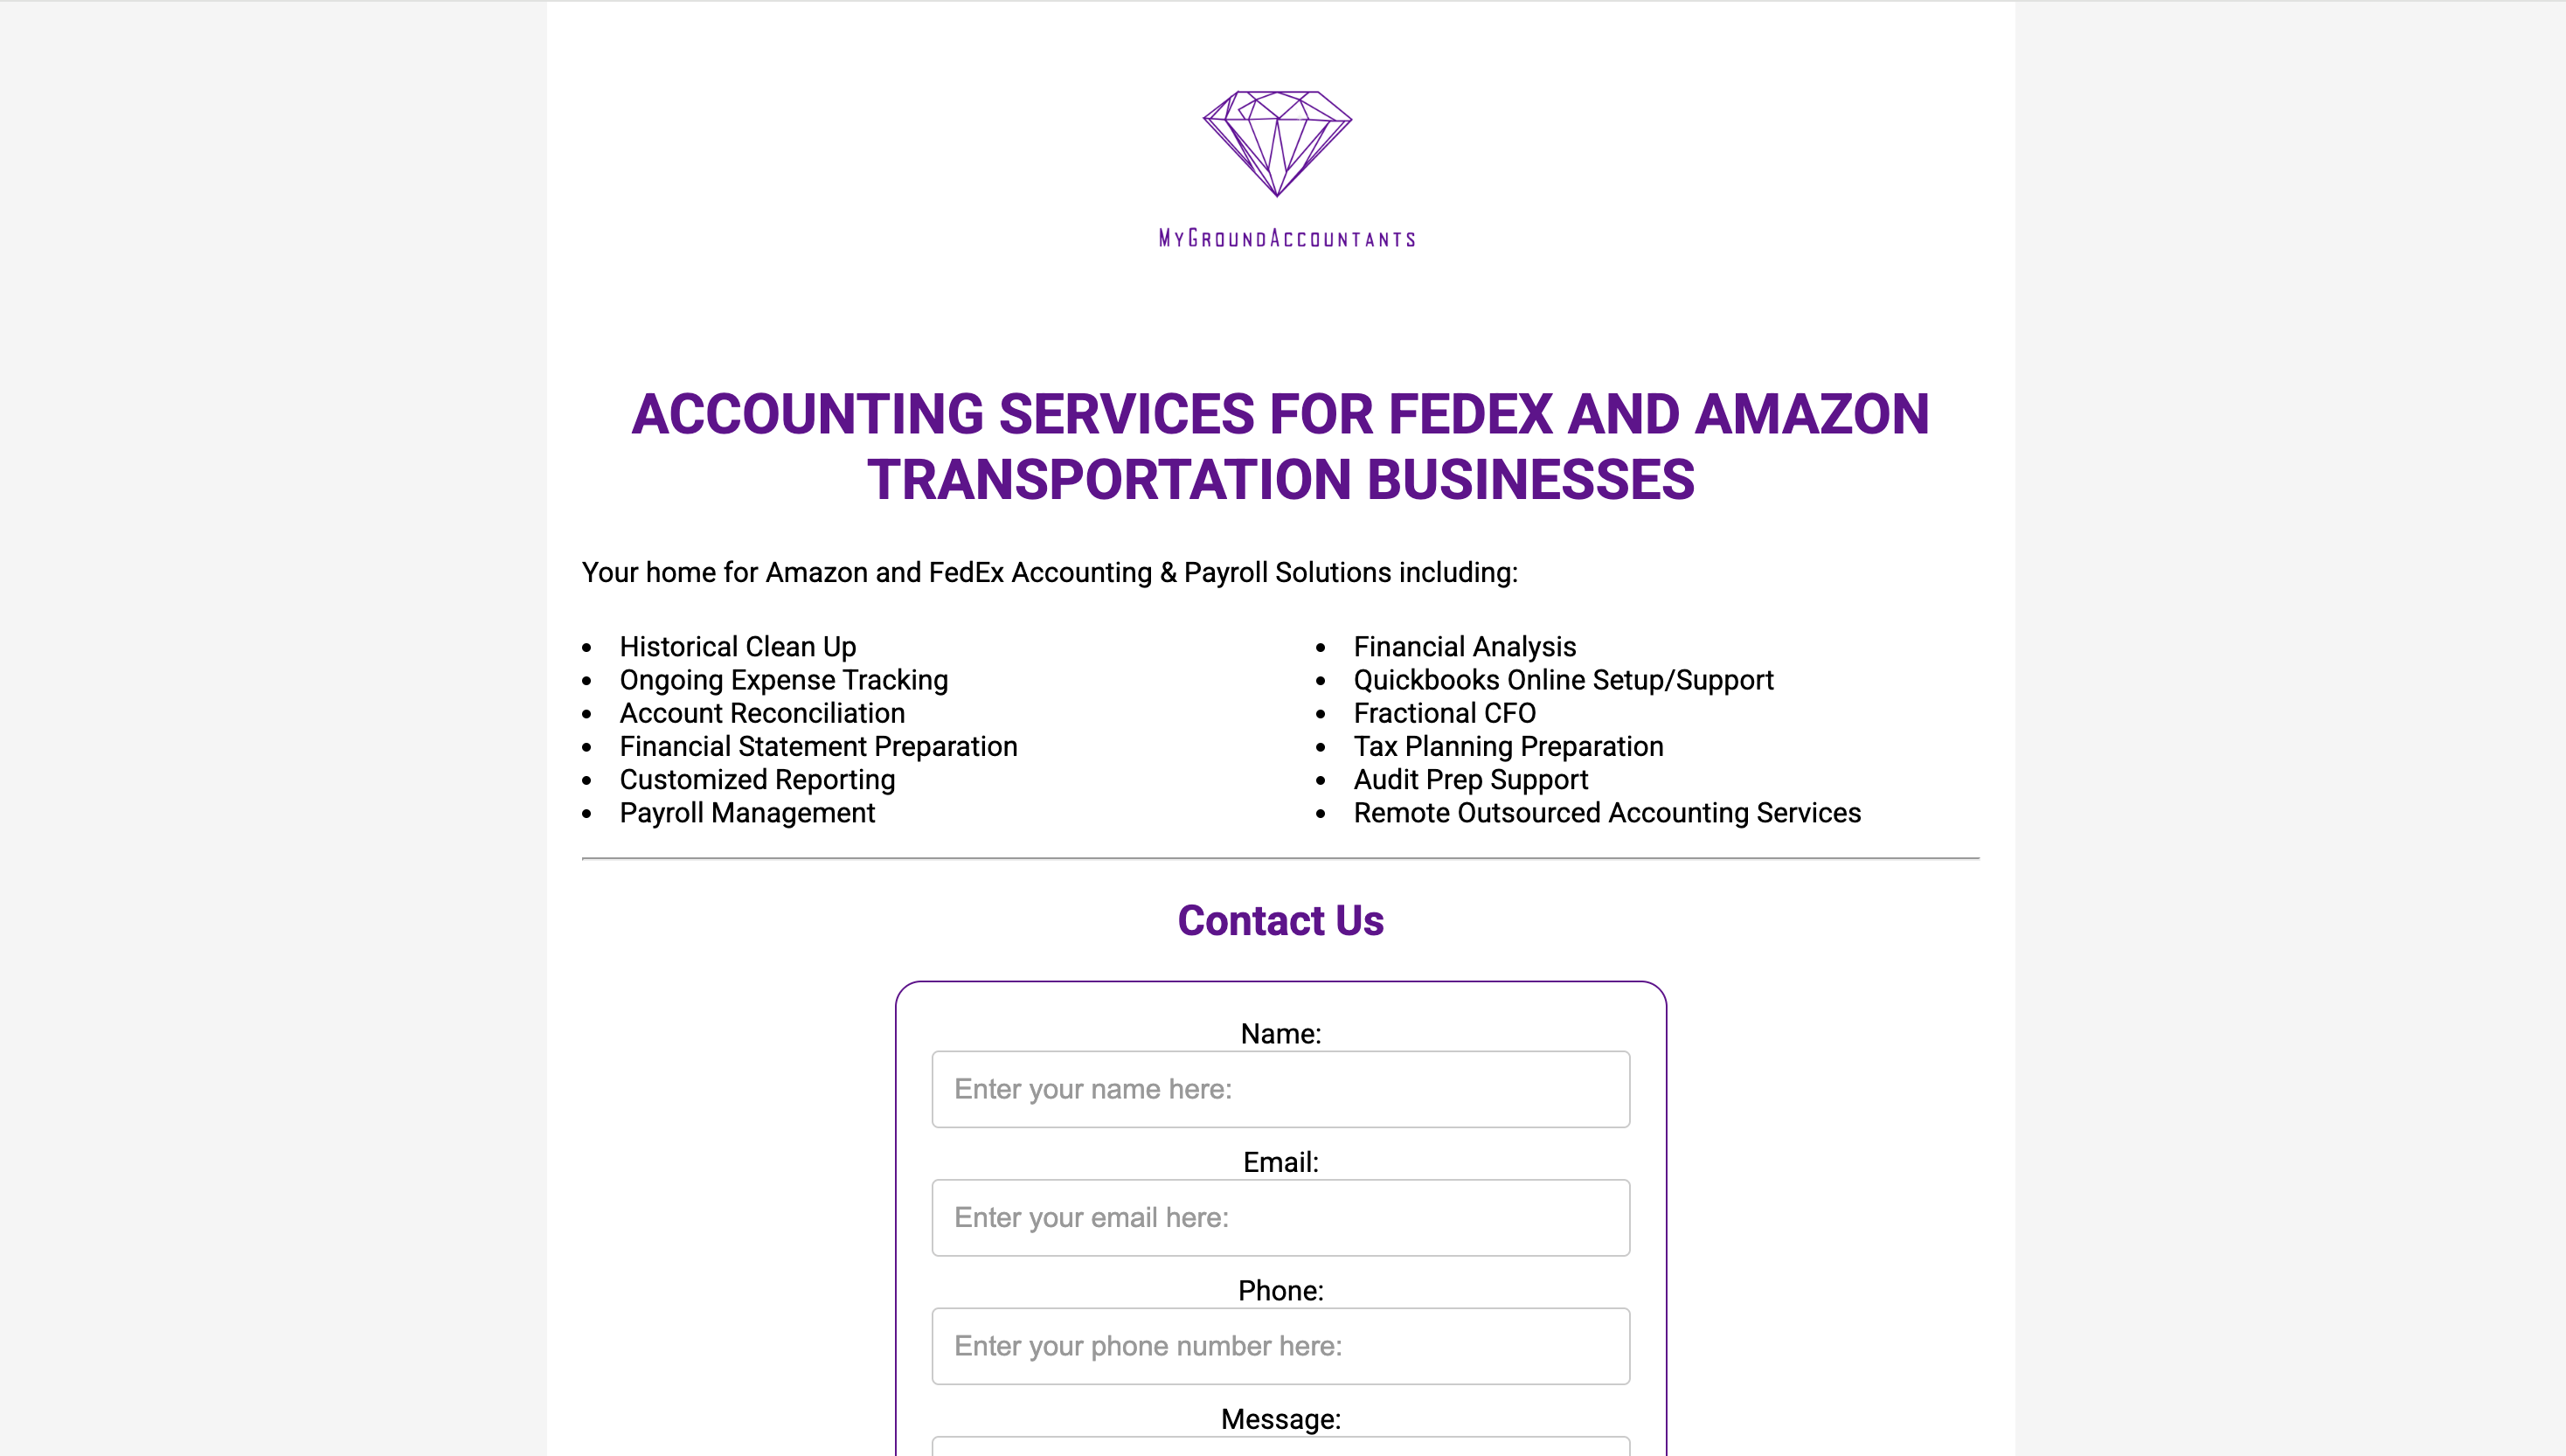 MyGroundAccountants
ACCOUNTING SERVICES FOR FEDEX AND AMAZON
TRANSPORTATION BUSINESSES
Your home for Amazon and FedEx Accounting & Payroll Solutions including:
• Historical Clean Up
• Ongoing Expense Tracking
• Account Reconciliation
• Financial Statement Preparation
• Customized Reporting
• Payroll Management
• Financial Analysis
• Quickbooks Online Setup/Support
• Fractional CFO
• Tax Planning Preparation
• Audit Prep Support
• Remote Outsourced Accounting Services
Contact Us
Name:
Enter your name here:
Email:
Enter your email here:
Phone:
Enter your phone number here:
Message: